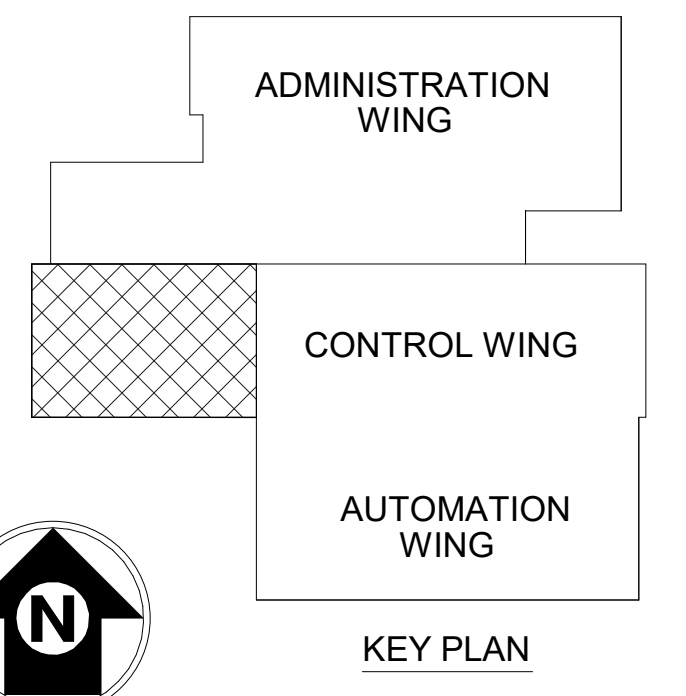 ADMINISTRATION
WING
CONTROL WING
AUTOMATION
WING
N
KEY PLAN